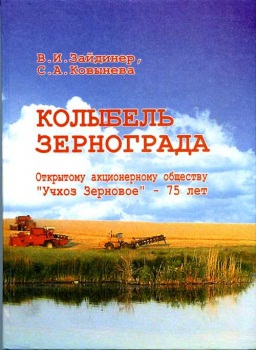 В.И.Зайдинер,
С.А.Ковынева
КОЛЫБЕЛЬ
ЗЕРНОГРАДА
Открытому акционерному обществу
"Учхоз Зерновое" - 75 лет